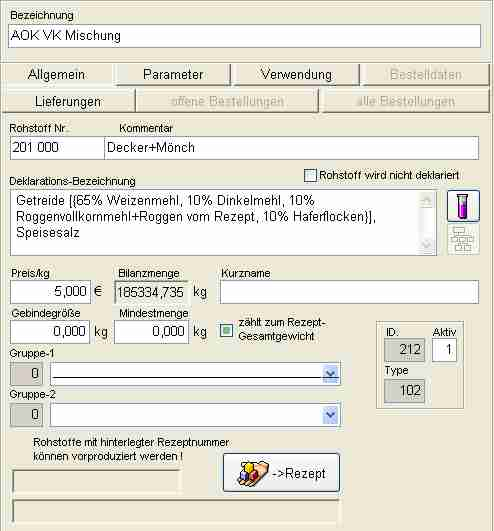 Bezeichnung
AOK VK Mischung
Allgemein Parameter Verwendung Bestelldaten
Lieferungen offene Bestellungen alle Bestellungen
Rohstoff Nr. Kommentar
201 000 Decker+Mönch
Deklarations-Bezeichnung Rohstoff wird nicht deklariert
Getreide [{65% Weizenmehl, 10% Dinkelmehl, 10%
Roggenvollkornmehl+Roggen vom Rezept, 10% Haferflocken}],
Speisesalz
Preis/kg Bilanzmenge Kurzname
5,000 € 185334,735 kg
Gebindegröße Mindestmenge
0,000 kg 0,000 kg
zählt zum Rezept-
Gesamtgewicht
ID. Aktiv
212 1
Type
102
Gruppe-1
0
Gruppe-2
0
Rohstoffe mit hinterlegter Rezeptnummer
können vorproduziert werden !
->Rezept